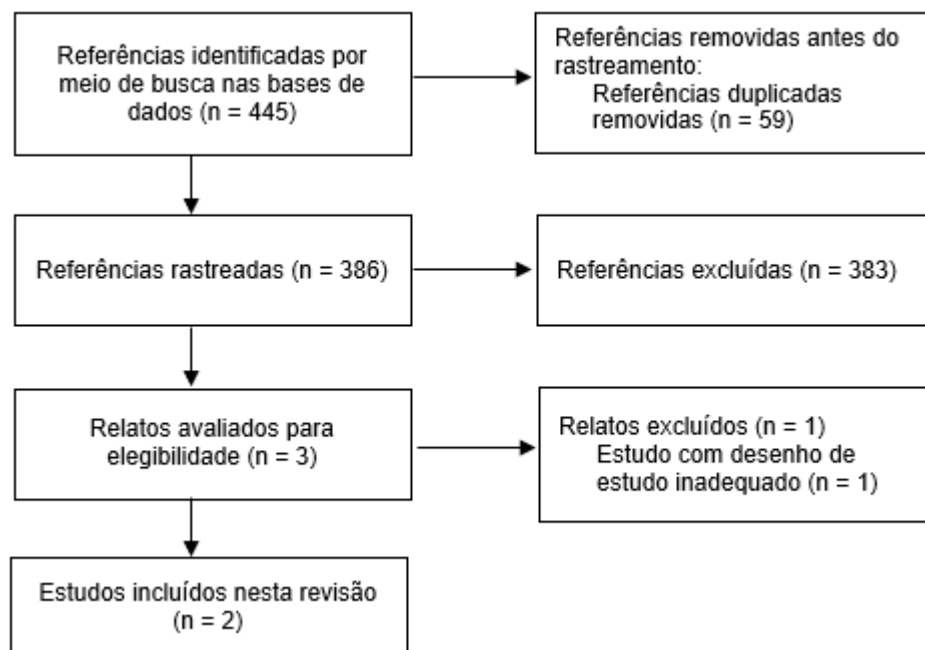 Referências identificadas por
meio de busca nas bases de
dados (n = 445)
Referências removidas antes do
rastreamento:
Referências duplicadas
removidas (n = 59)
Referências rastreadas (n = 386)
Referências excluídas (n = 383)
Relatos avaliados para
elegibilidade (n = 3)
Relatos excluídos (n = 1)
Estudo com desenho de
estudo inadequado (n = 1)
Estudos incluídos nesta revisão
(n = 2)